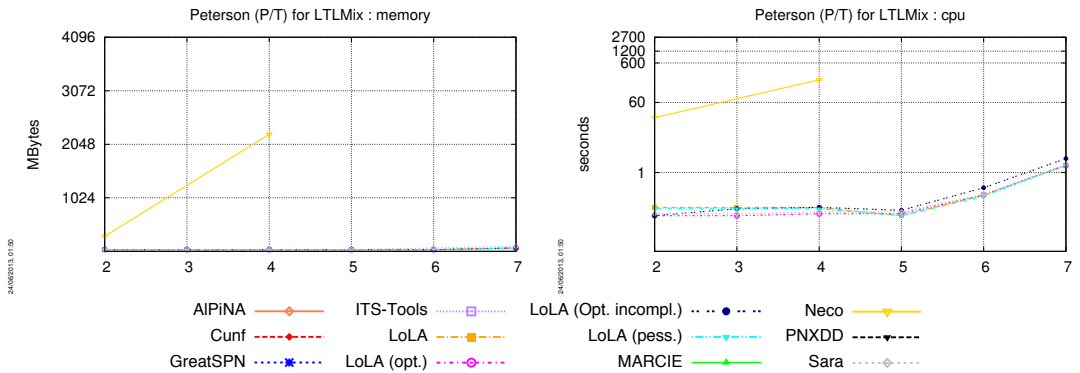 Peterson (P/T) for LTLMix : memory
4096
3072
2048
1024
MBytes
2 3 4 5 6 7
24/06/2013, 01:50
Peterson (P/T) for LTLMix : cpu
2700
1200
600
60
1
seconds
2 3 4 5 6 7
24/06/2013, 01:50
AlPiNA
Cunf
GreatSPN
ITS-Tools
LoLA
LoLA (opt.)
LoLA (Opt. incompl.)
LoLA (pess.)
MARCIE
Neco
PNXDD
Sara